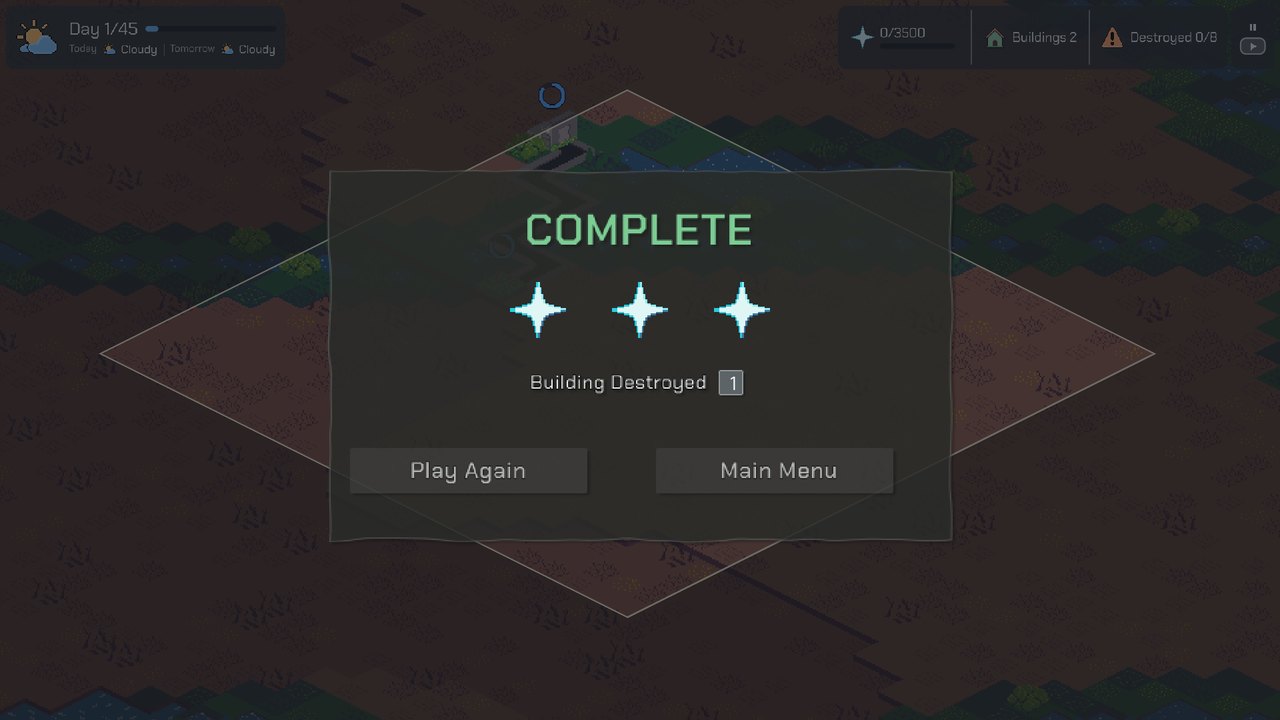 Day 1/45
Today Cloudy | Tomorrow Cloudy
0/3500
Buildings 2
Destroyed 0/8
COMPLETE
Building Destroyed 1
Play Again
Main Menu